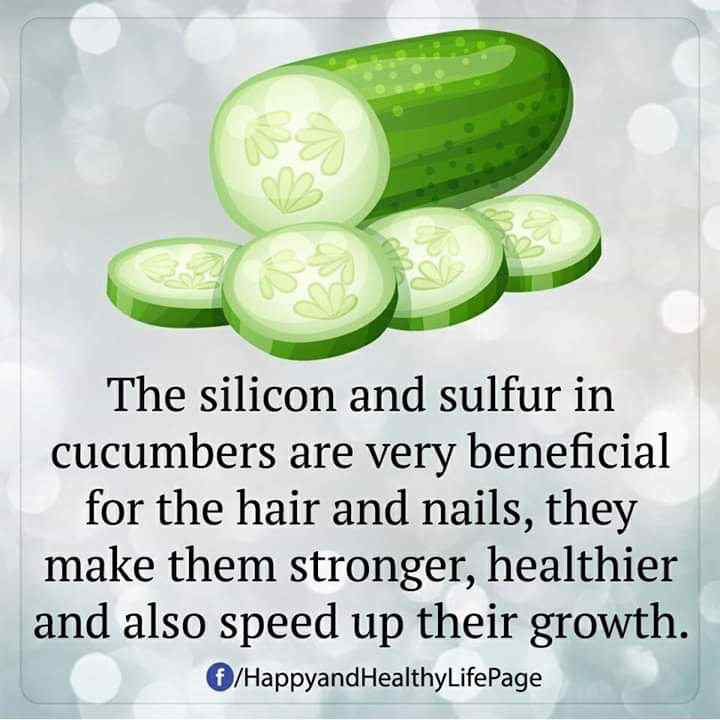 The silicon and sulfur in
cucumbers are very beneficial
for the hair and nails, they
make them stronger, healthier
and also speed up their growth.
f/HappyandHealthyLifePage